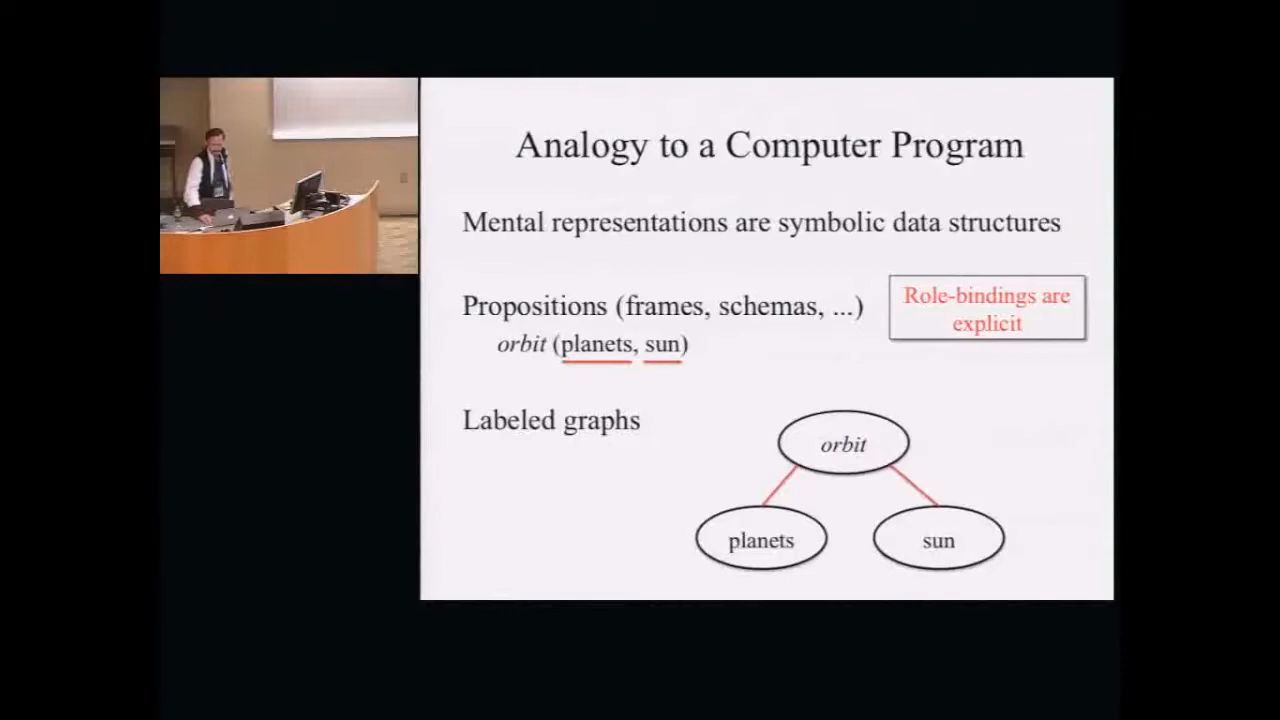 Analogy to a Computer Program
Mental representations are symbolic data structures
Propositions (frames, schemas, ...)
orbit (planets, sun)
Role-bindings are
explicit
Labeled graphs
orbit
planets
sun